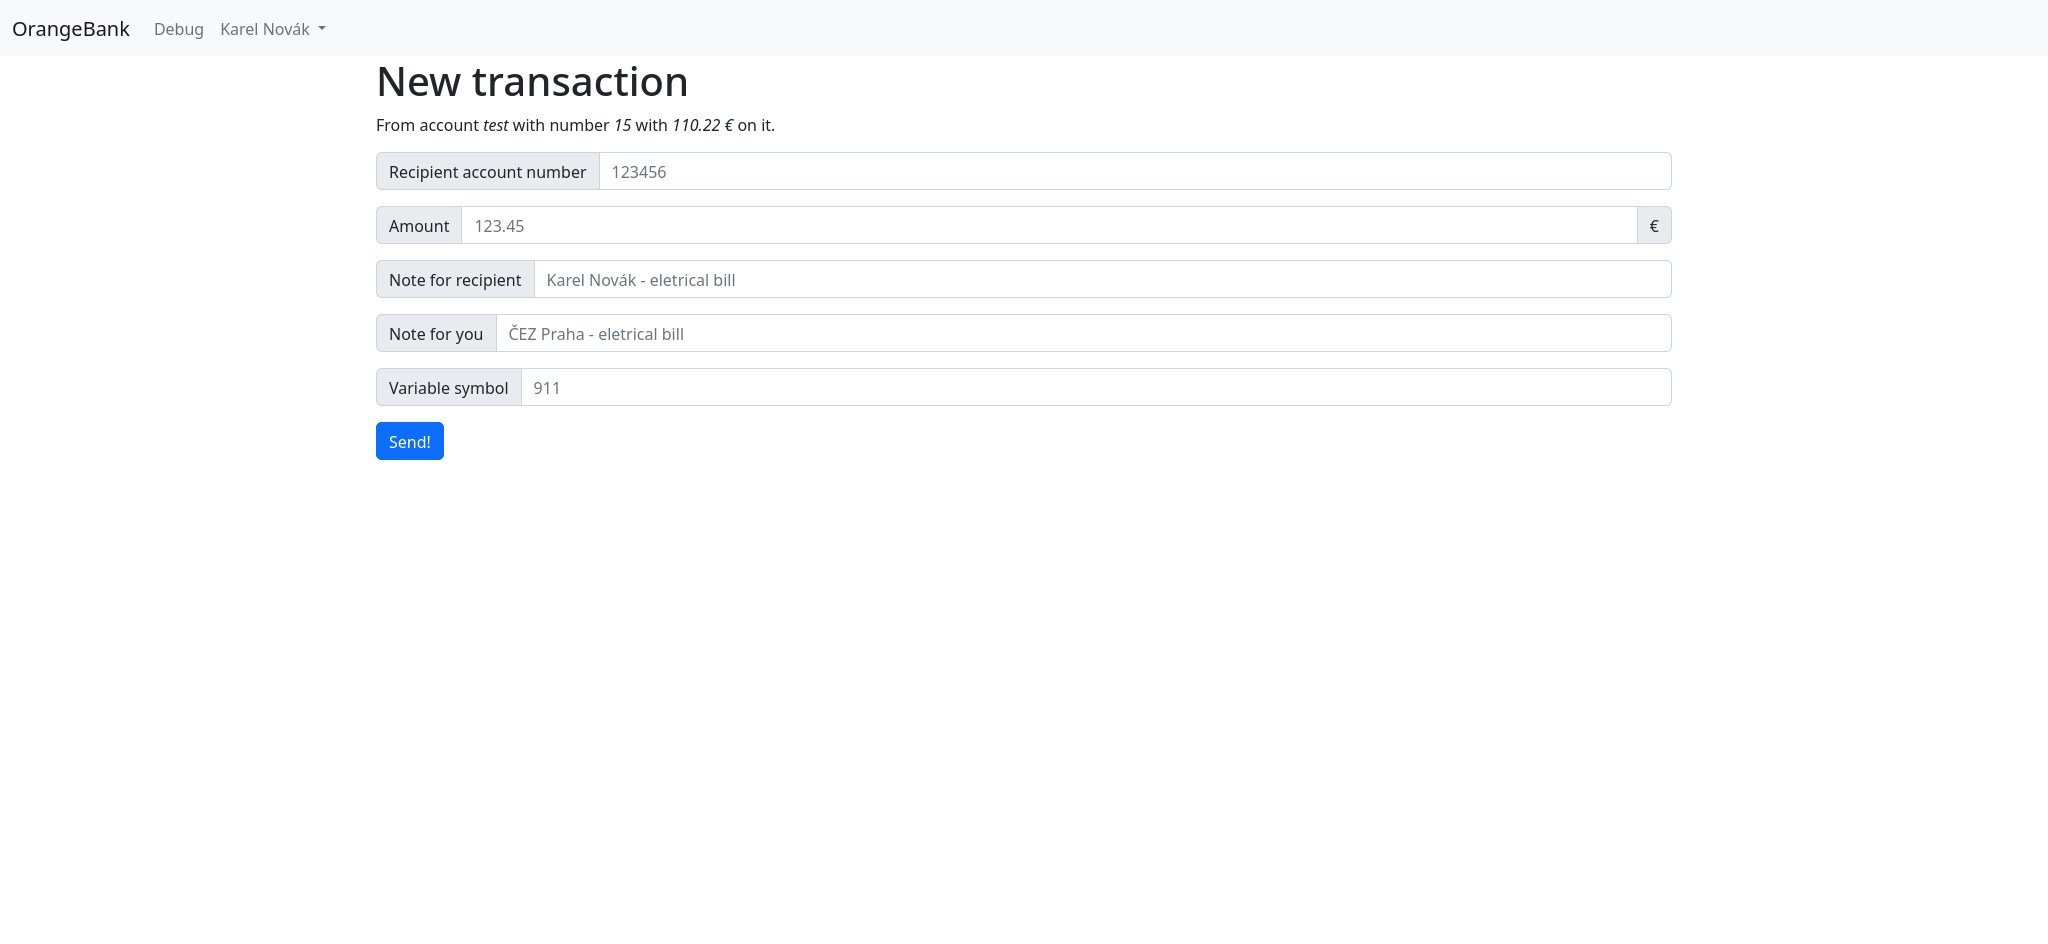 OrangeBank Debug Karel Novák
New transaction
From account test with number 15 with 110.22 € on it.
Recipient account number 123456
Amount 123.45 €
Note for recipient Karel Novák - eletrical bill
Note for you ČEZ Praha - eletrical bill
Variable symbol 911
Send!